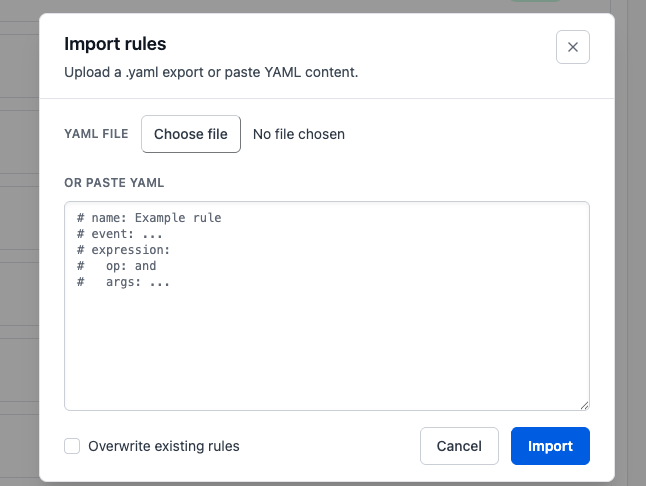 Import rules
Upload a .yaml export or paste YAML content.
YAML FILE Choose file No file chosen
OR PASTE YAML
# name: Example rule
# event: ...
# expression:
#   op: and
#   args: ...
Overwrite existing rules Cancel Import